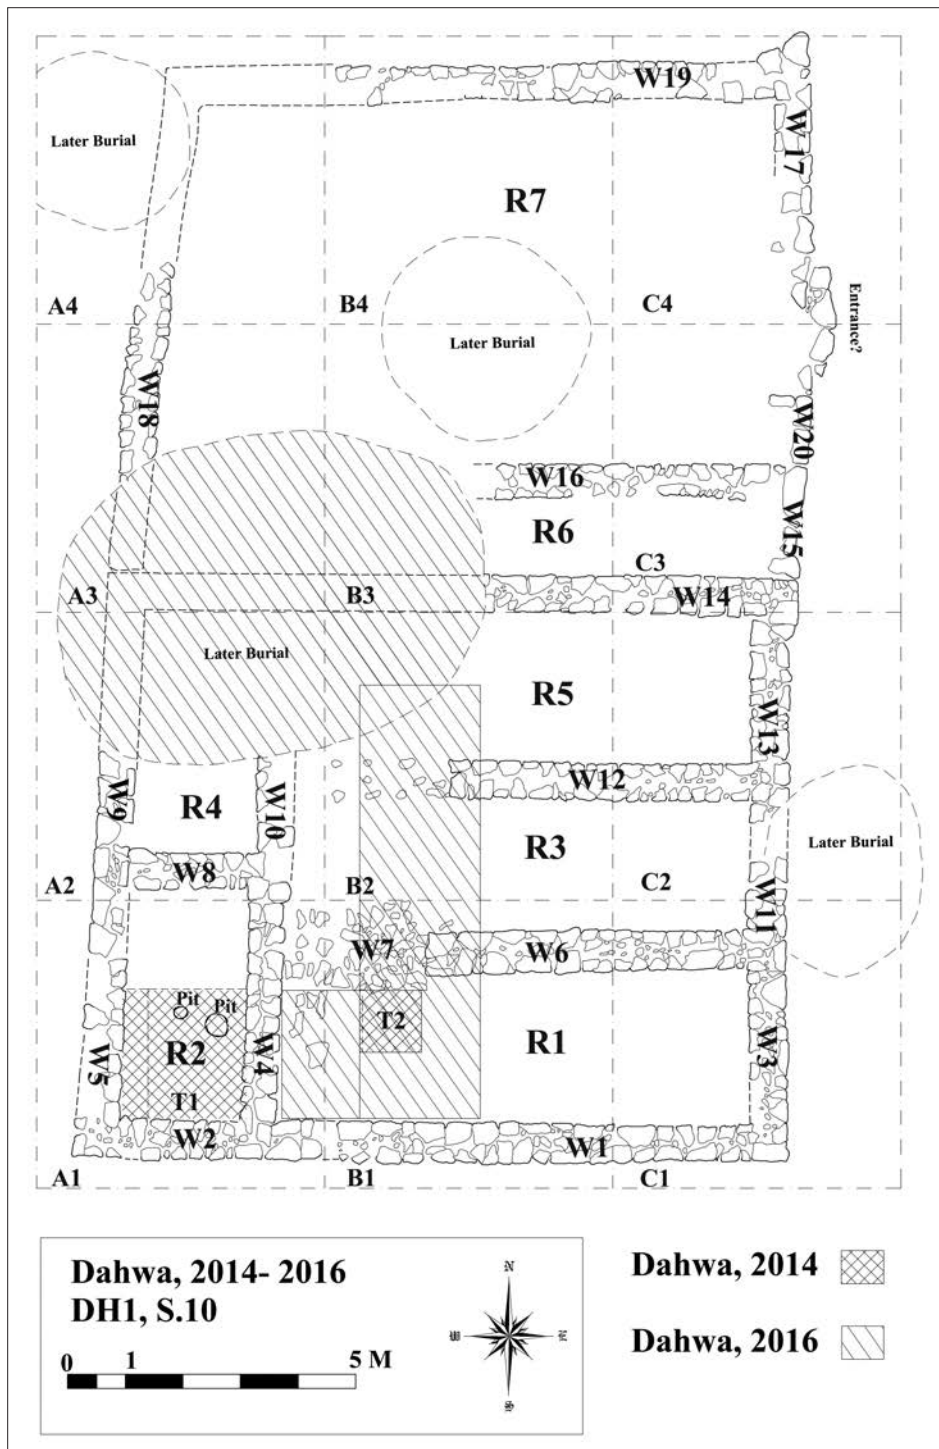 W19
Later Burial
W 17
R7
A4
B4
C4
Entrance?
Later Burial
W18
W20
W16
R6
W15
C3
A3
B3
W14
Later Burial
R5
W13
W12
W9
R4
W10
R3
Later Burial
W8
A2
B2
C2
W11
W7
W6
Pit
Pit
T2
R2
R1
W5
W4
W3
T1
W2
W1
A1
B1
C1
Dahwa, 2014- 2016
DH1, S.10
0 1 5 M
N
Dahwa, 2014
Dahwa, 2016